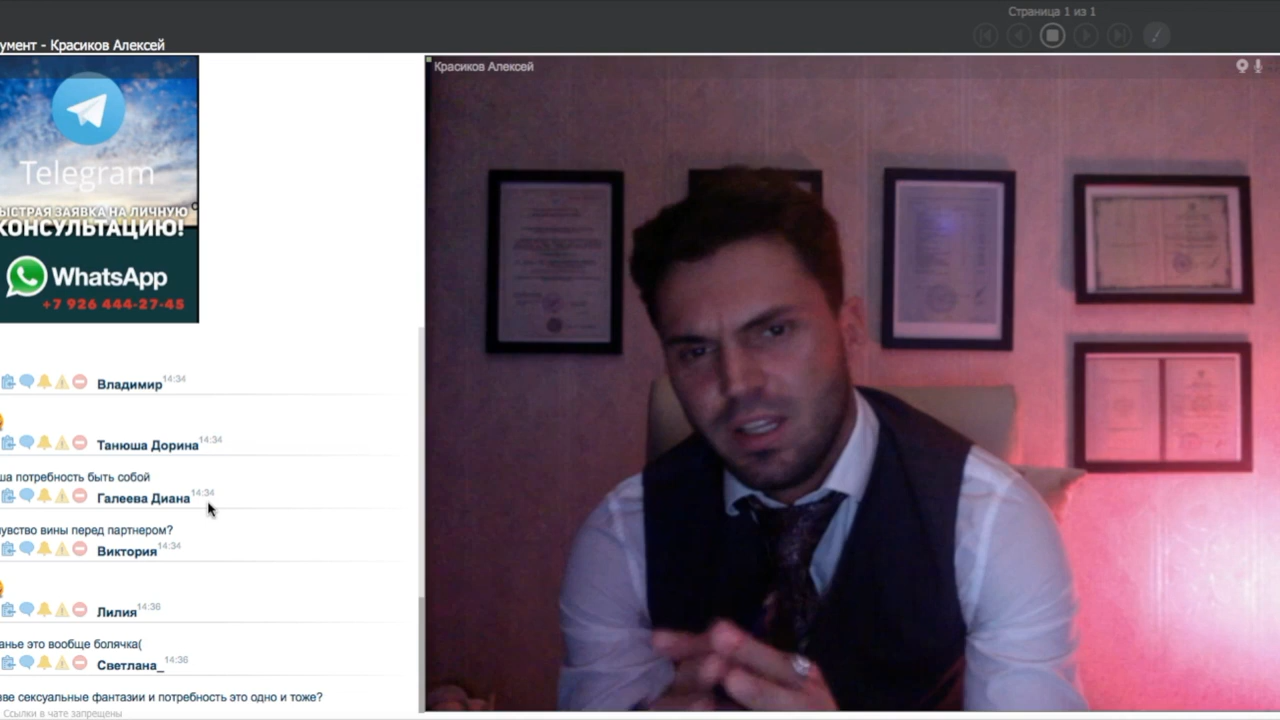 Страница 1 из 1
умент - Красиков Алексей
Красиков Алексей
Telegram
ЫСТРАЯ ЗАЯВКА НА ЛИЧНУЮ
КОНСУЛЬТАЦИЮ!
WhatsApp
+7 926 444-27-45
Владимир 14:34
Танюша Дорина 14:34
ша потребность быть собой
Галеева Диана 14:34
увство вины перед партнером?
Виктория 14:34
Лилия 14:36
анье это вообще болячка(
Светлана_ 14:36
ве сексуальные фантазии и потребность это одно и тоже?
Ссылки в чате запрещены